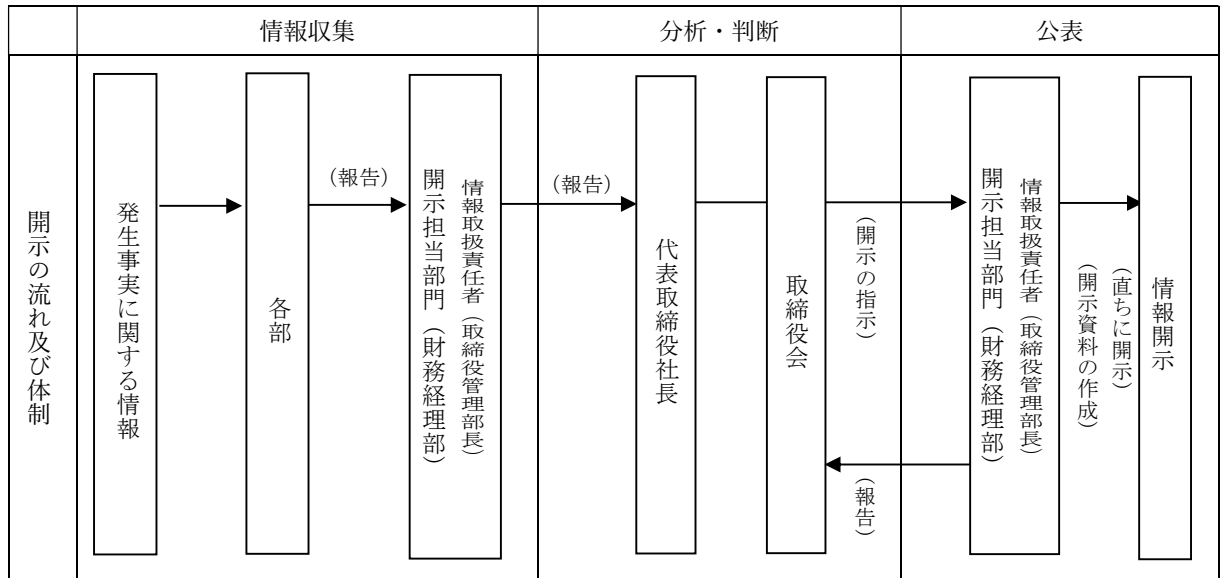 情報収集
分析・判断
公表
開示の流れ及び体制
発生事実に関する情報
各部
(報告)
情報取扱責任者(取締役管理部長)
開示担当部門(財務経理部)
(報告)
代表取締役社長
取締役会
(開示の指示)
(報告)
情報取扱責任者(取締役管理部長)
開示担当部門(財務経理部)
(直ちに開示)
(開示資料の作成)
情報開示